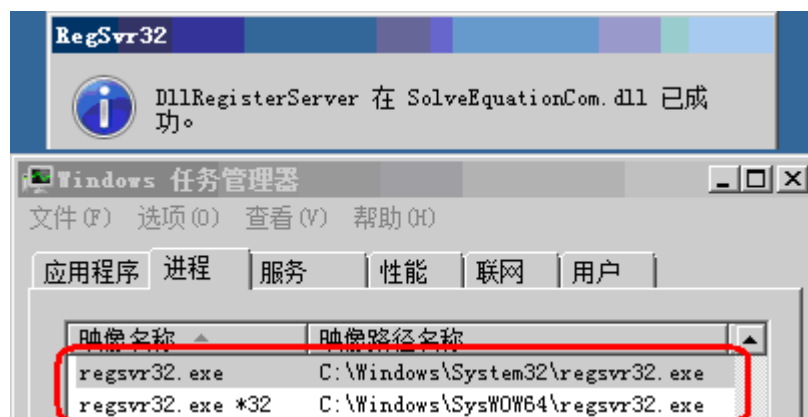 RegSvr32
DllRegisterServer 在 SolveEquationCom.dll 已成
功。
Windows 任务管理器
文件(F) 选项(O) 查看(V) 帮助(H)
应用程序 进程 服务 性能 联网 用户
映像名称 映像路径名称
regsvr32.exe C:\Windows\System32\regsvr32.exe
regsvr32.exe *32 C:\Windows\SysWOW64\regsvr32.exe